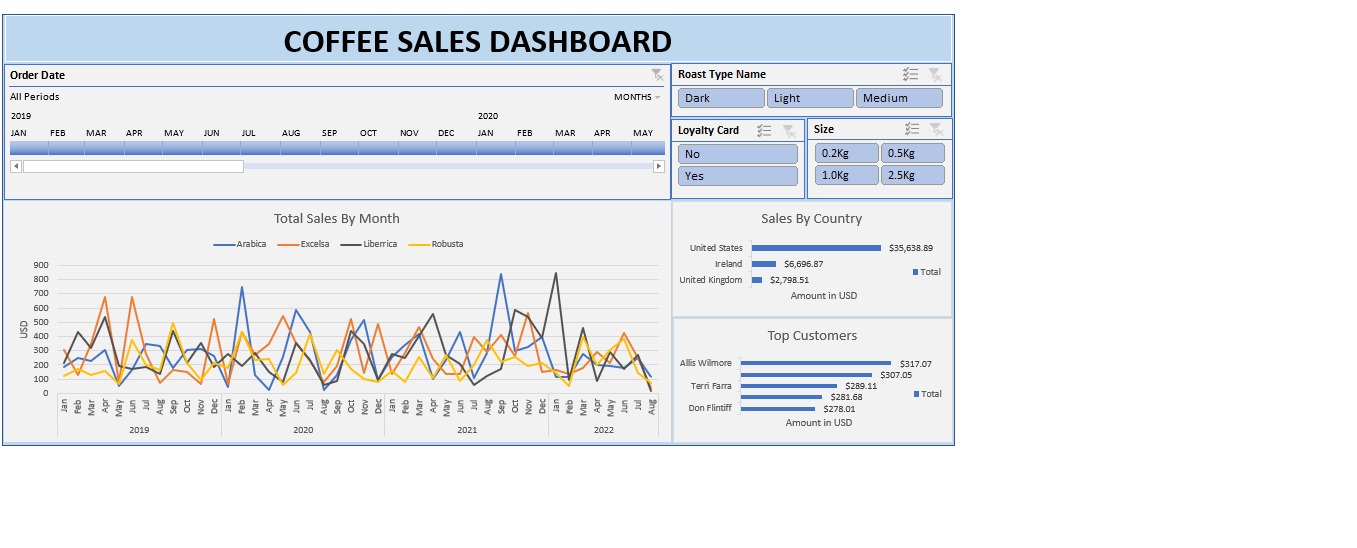 COFFEE SALES DASHBOARD
Order Date
All Periods MONTHS
2019 2020
JAN FEB MAR APR MAY JUN JUL AUG SEP OCT NOV DEC JAN FEB MAR APR MAY
Roast Type Name
Dark Light Medium
Loyalty Card
No
Yes
Size
0.2Kg 0.5Kg
1.0Kg 2.5Kg
Total Sales By Month
Arabica Excelsa Liberrica Robusta
USD
900
800
700
600
500
400
300
200
100
0
Jan Feb Mar Apr May Jun Jul Aug Sep Oct Nov Dec Jan Feb Mar Apr May Jun Jul Aug Sep Oct Nov Dec Jan Feb Mar Apr May Jun Jul Aug Sep Oct Nov Dec Jan Feb Mar Apr May Jun Jul Aug
2019 2020 2021 2022
Sales By Country
United States $35,638.89
Ireland $6,696.87
United Kingdom $2,798.51
Total
Amount in USD
Top Customers
Allis Wilmore $317.07
$307.05
Terri Farra $289.11
$281.68
Don Flintiff $278.01
Total
Amount in USD